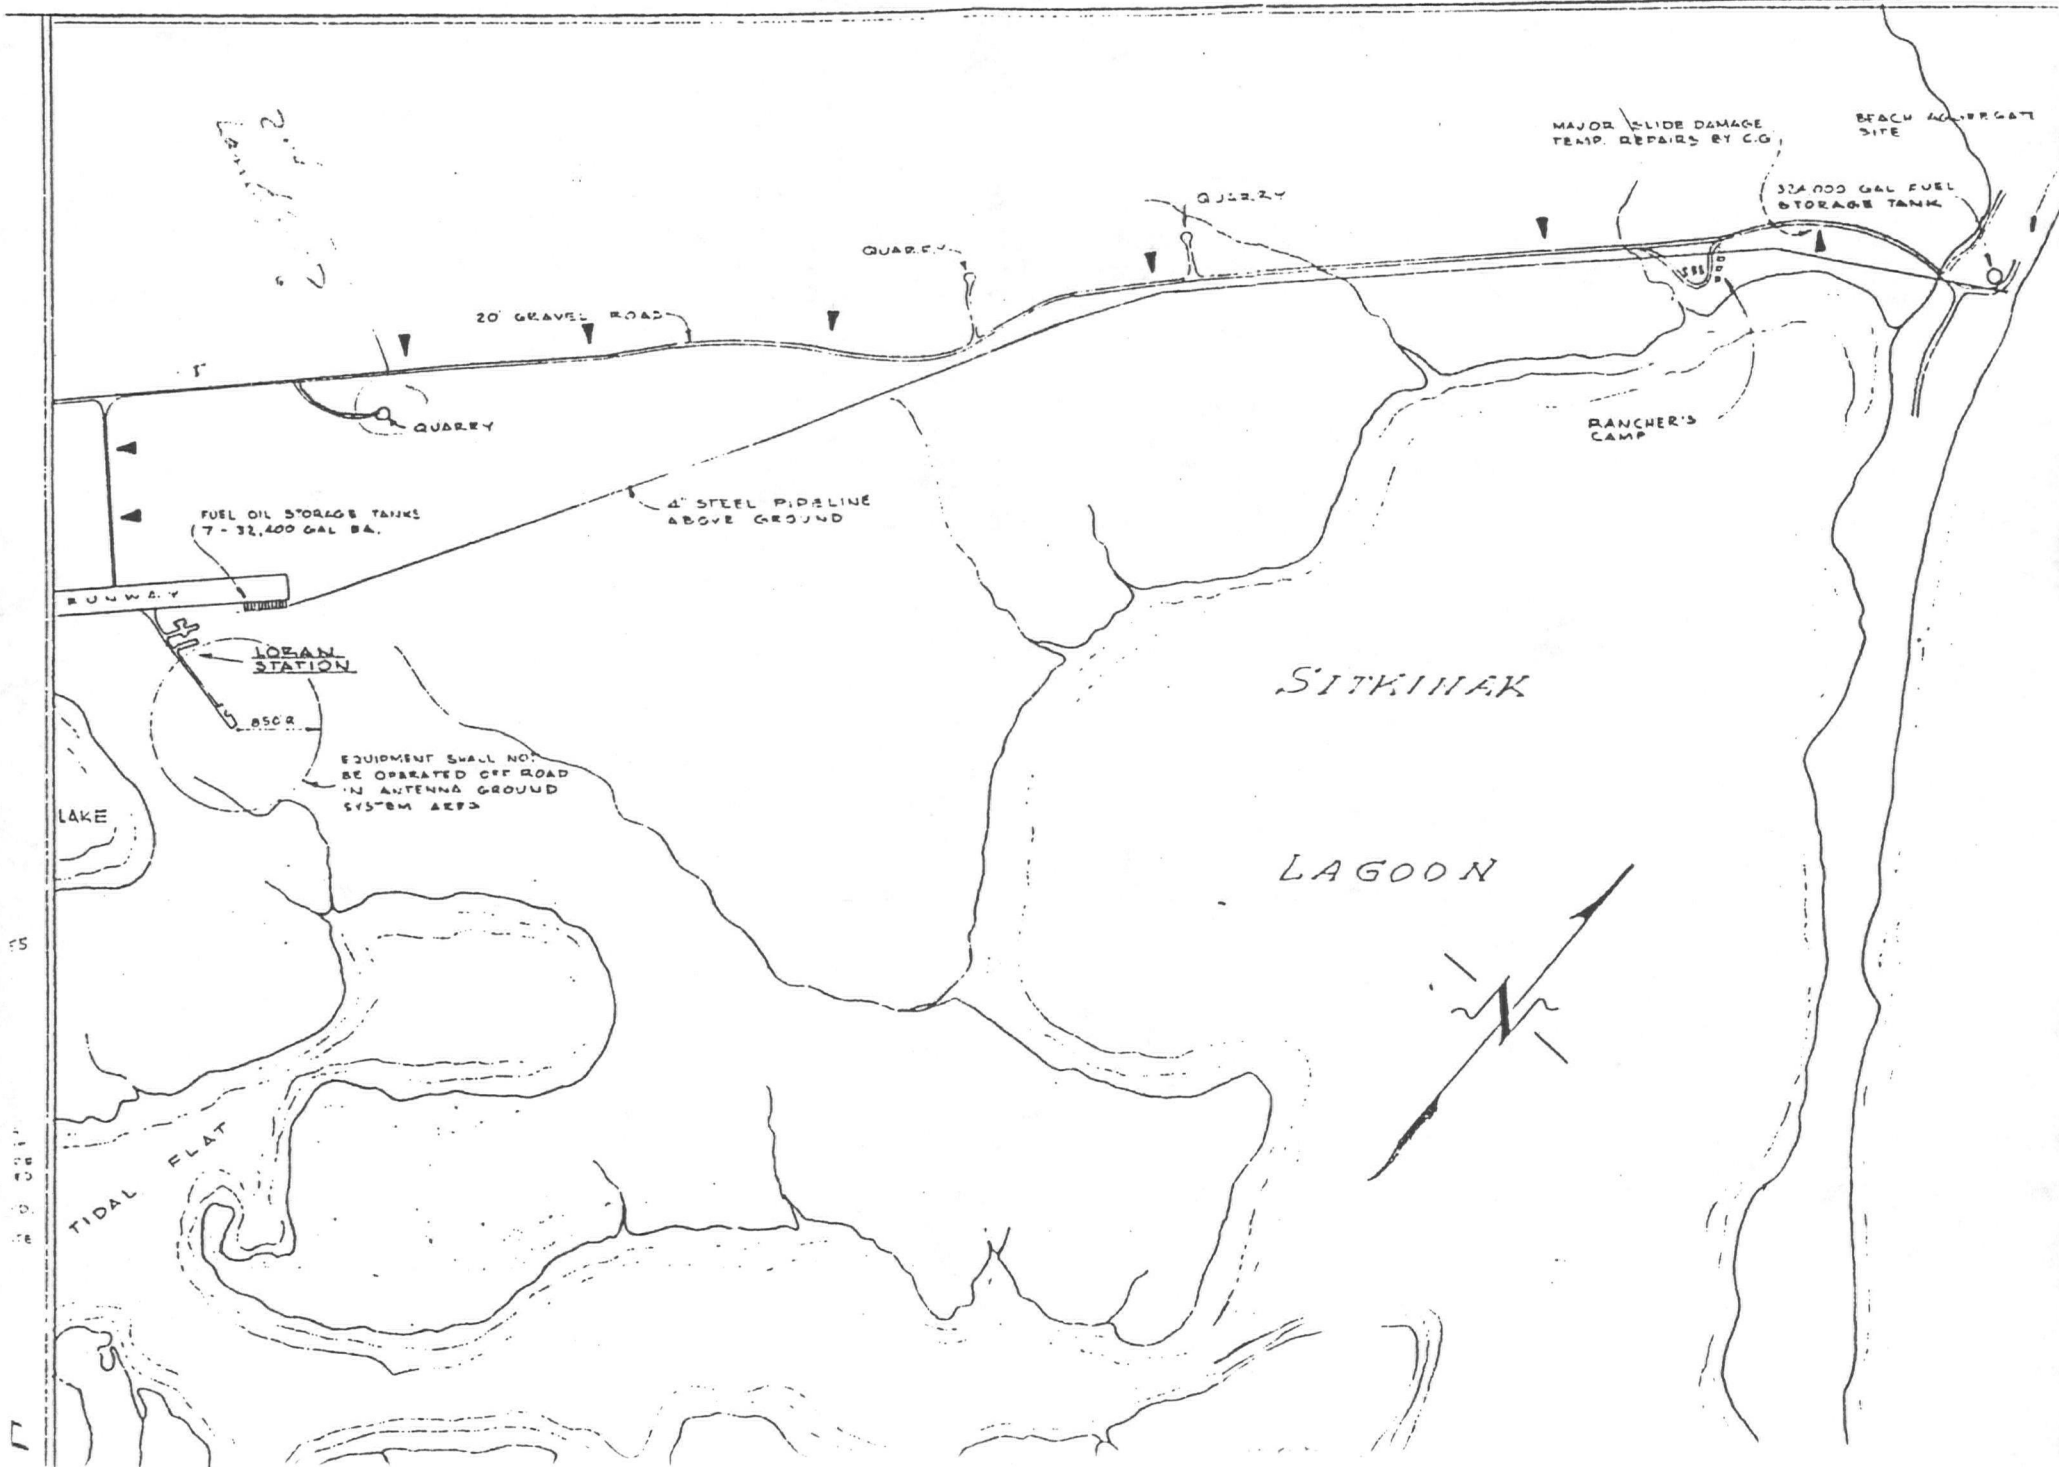 MAJOR SLIDE DAMAGE
TEMP. REPAIRS BY C.G.
BEACH AGGREGATE
SITE
324,000 GAL FUEL
STORAGE TANK
QUARRY
QUARRY
20' GRAVEL ROAD
QUARRY
RANCHER'S
CAMP
4" STEEL PIPELINE
ABOVE GROUND
FUEL OIL STORAGE TANKS
7 - 32,400 GAL EA.
RUNWAY
LORAN
STATION
850' R
EQUIPMENT SHALL NOT
BE OPERATED OFF ROAD
IN ANTENNA GROUND
SYSTEM AREA
LAKE
SITKINAK
LAGOON
N
TIDAL FLAT